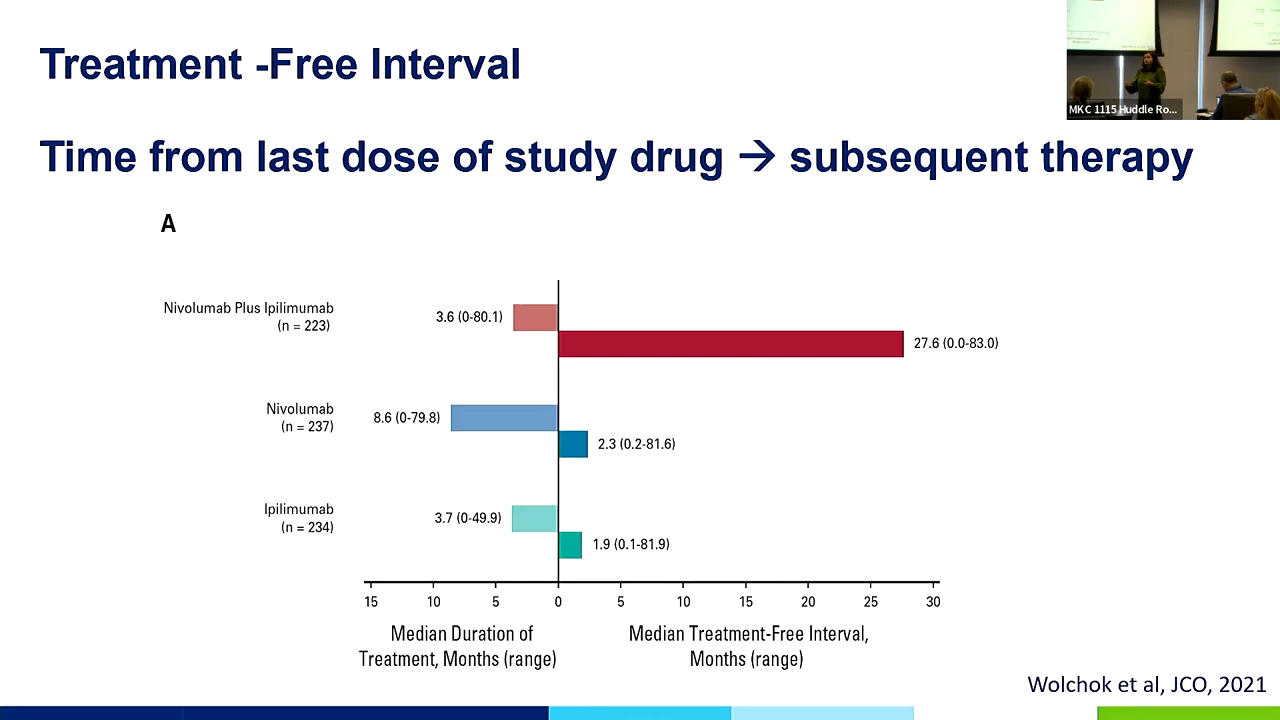 Treatment -Free Interval
MKC 1115 Huddle Ro...
Time from last dose of study drug → subsequent therapy
A
Nivolumab Plus Ipilimumab
(n = 223)
3.6 (0-80.1)
27.6 (0.0-83.0)
Nivolumab
(n = 237)
8.6 (0-79.8)
2.3 (0.2-81.6)
Ipilimumab
(n = 234)
3.7 (0-49.9)
1.9 (0.1-81.9)
15 10 5 0 5 10 15 20 25 30
Median Duration of
Treatment, Months (range)
Median Treatment-Free Interval,
Months (range)
Wolchok et al, JCO, 2021